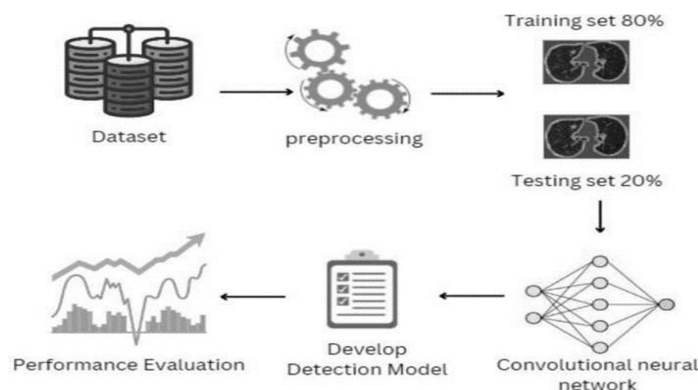 Training set 80%
Dataset
preprocessing
Testing set 20%
Convolutional neural
network
Develop
Detection Model
Performance Evaluation